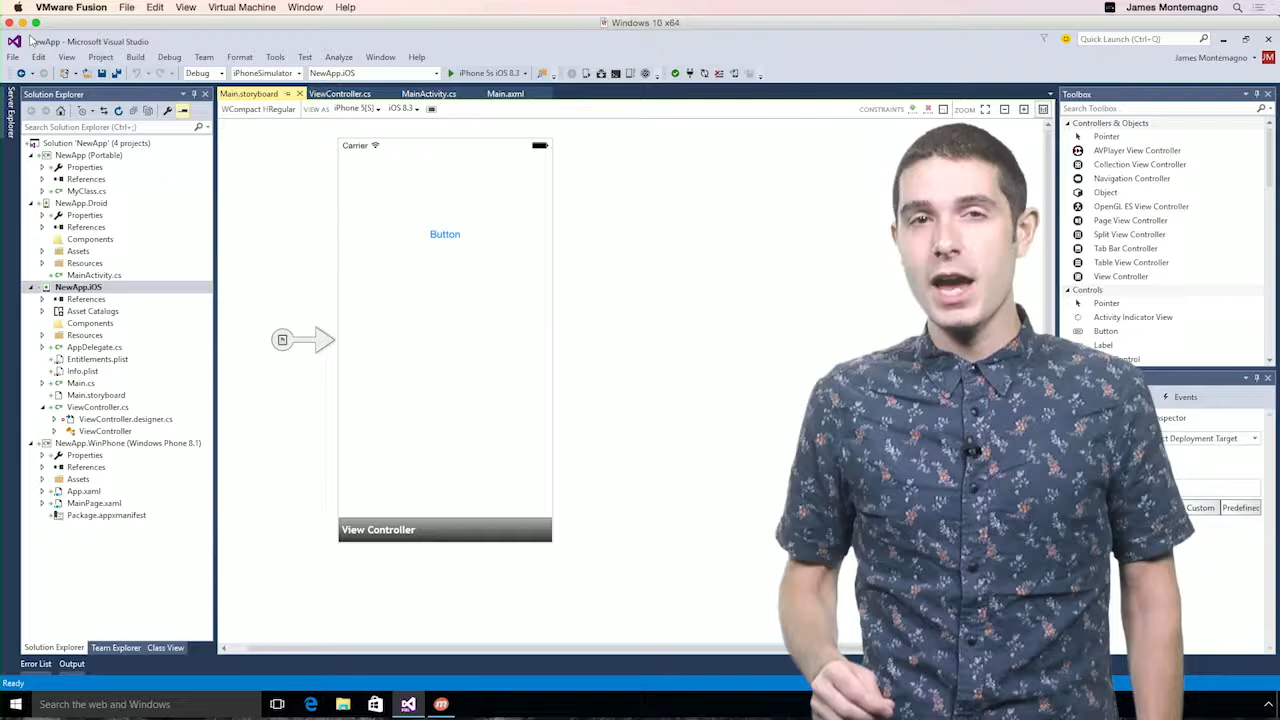 VMware Fusion File Edit View Virtual Machine Window Help James Montemagno
Windows 10 x64
NewApp - Microsoft Visual Studio Quick Launch (Ctrl+Q)
File Edit View Project Build Debug Team Format Tools Test Analyze Window Help James Montemagno JM
Debug iPhoneSimulator NewApp.iOS iPhone 5s iOS 8.3
Server Explorer
Solution Explorer
Search Solution Explorer (Ctrl+;)
Solution 'NewApp' (4 projects)
NewApp (Portable)
Properties
References
MyClass.cs
NewApp.Droid
Properties
References
Components
Assets
Resources
MainActivity.cs
NewApp.iOS
References
Asset Catalogs
Components
Resources
AppDelegate.cs
Entitlements.plist
Info.plist
Main.cs
Main.storyboard
ViewController.cs
ViewController.designer.cs
ViewController
NewApp.WinPhone (Windows Phone 8.1)
Properties
References
Assets
App.xaml
MainPage.xaml
Package.appxmanifest
Solution Explorer Team Explorer Class View
Main.storyboard ViewController.cs MainActivity.cs Main.axml
WCompact HRegular VIEW AS iPhone 5[S] iOS 8.3 CONSTRAINTS ZOOM
Carrier
Button
View Controller
Toolbox
Search Toolbox
Controllers & Objects
Pointer
AVPlayer View Controller
Collection View Controller
Navigation Controller
Object
OpenGL ES View Controller
Page View Controller
Split View Controller
Tab Bar Controller
Table View Controller
View Controller
Controls
Pointer
Activity Indicator View
Button
Label
Events
Deployment Target
Custom Predefined
Error List Output
Ready
Search the web and Windows